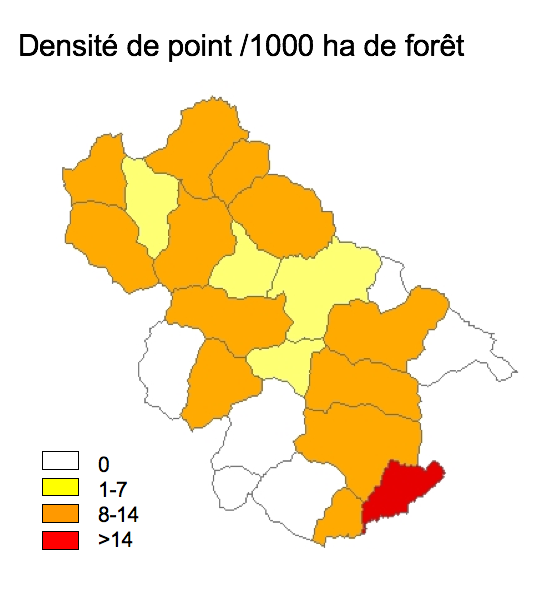 Densité de point /1000 ha de forêt
0
1-7
8-14
>14